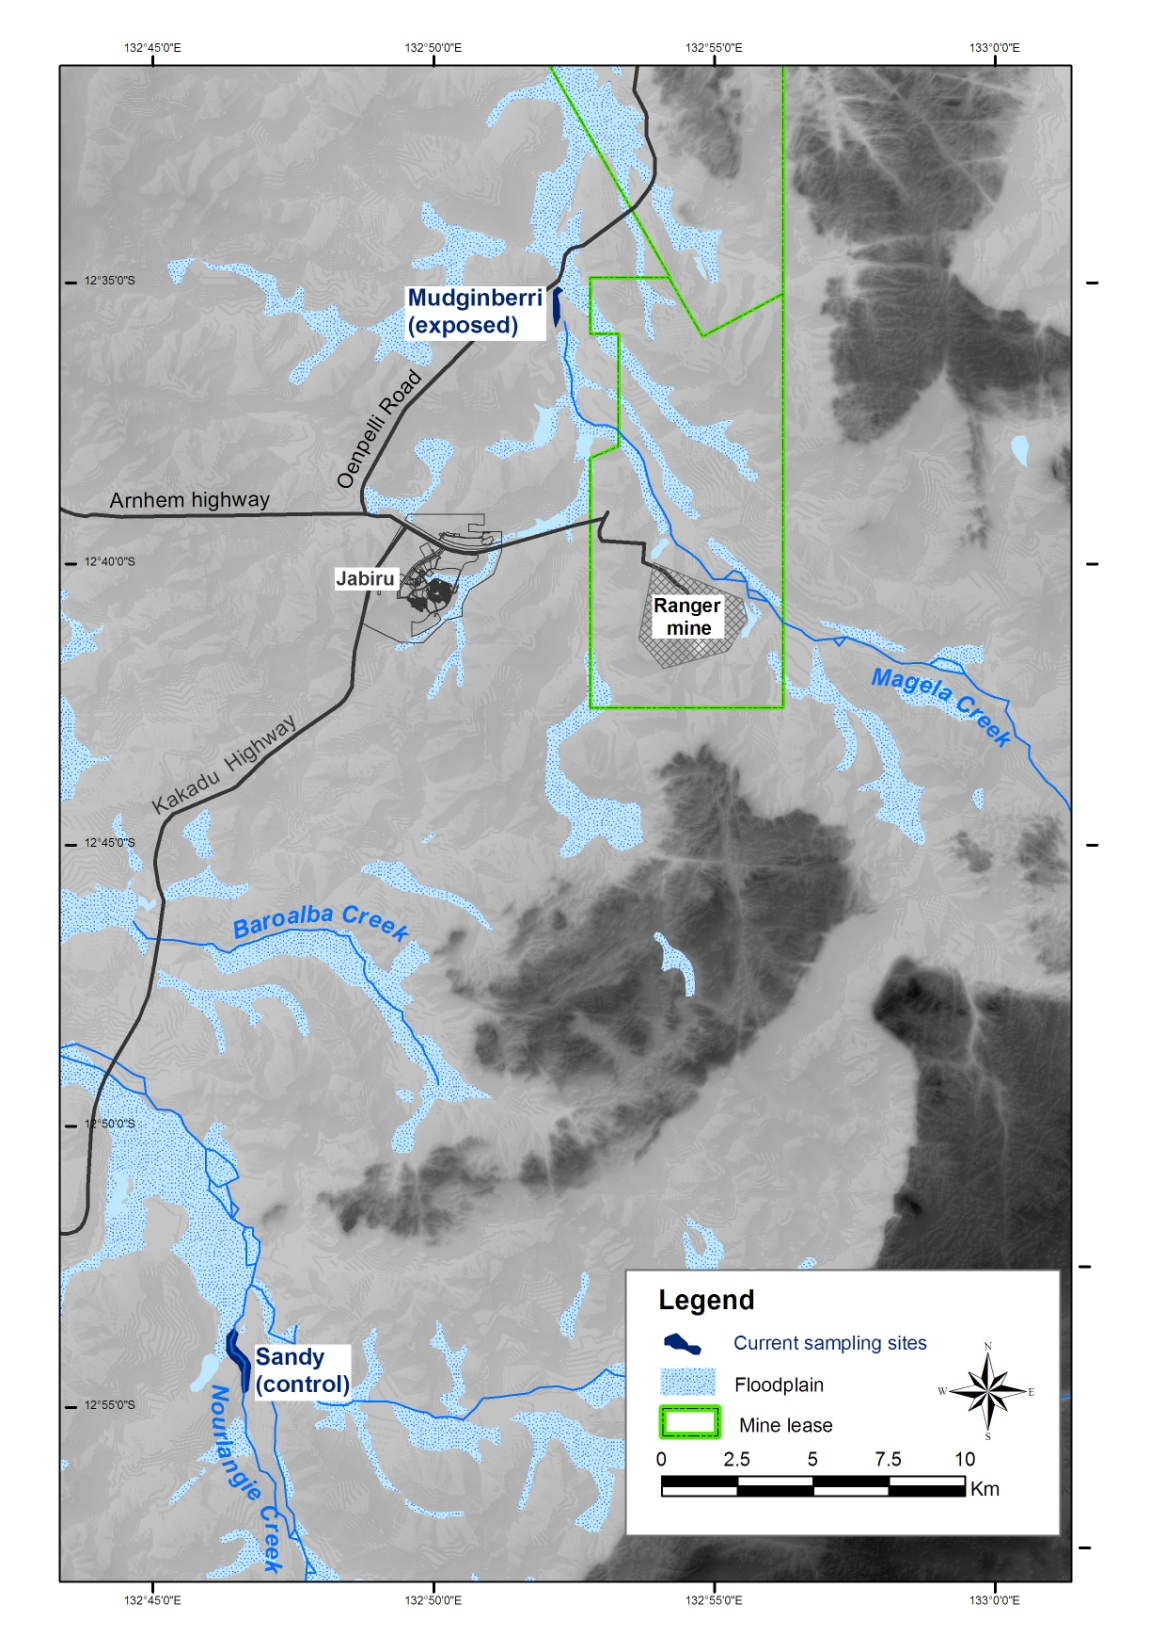 132°45'0"E
132°50'0"E
132°55'0"E
133°0'0"E
12°35'0"S
Mudginberri
(exposed)
Oenpelli Road
Arnhem highway
12°40'0"S
Jabiru
Ranger
mine
Magela Creek
Kakadu Highway
12°45'0"S
Baroalba Creek
12°50'0"S
Sandy
(control)
12°55'0"S
Nourlangie Creek
Legend
Current sampling sites
Floodplain
Mine lease
N
W
E
S
0 2.5 5 7.5 10
Km
132°45'0"E
132°50'0"E
132°55'0"E
133°0'0"E